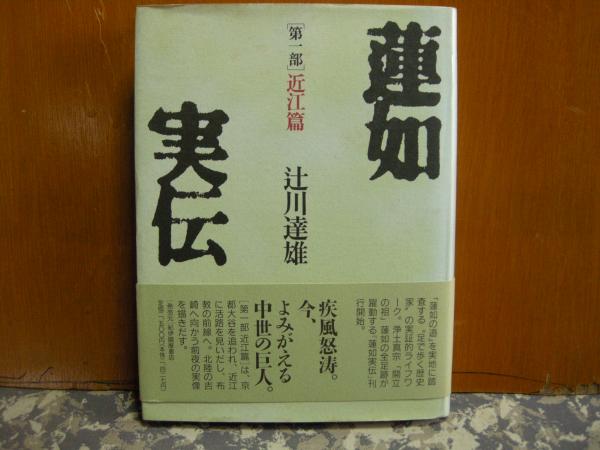 蓮如
実伝
[第一部]近江篇
辻川達雄
「蓮如の道」を実地に踏
査する“足で歩く歴史
家”の実証的ライフワ
ーク。浄土真宗「開立
の祖」蓮如の全足跡が
躍動する『蓮如実伝』刊
行開始。
疾風怒涛。
今、
よみがえる
中世の巨人。
[第一部近江篇]は、京
都大谷を追われ、近江
に活路を見いだし、布
教の前線へ。北陸の吉
崎へ向かう前夜の実像
を描きだす。